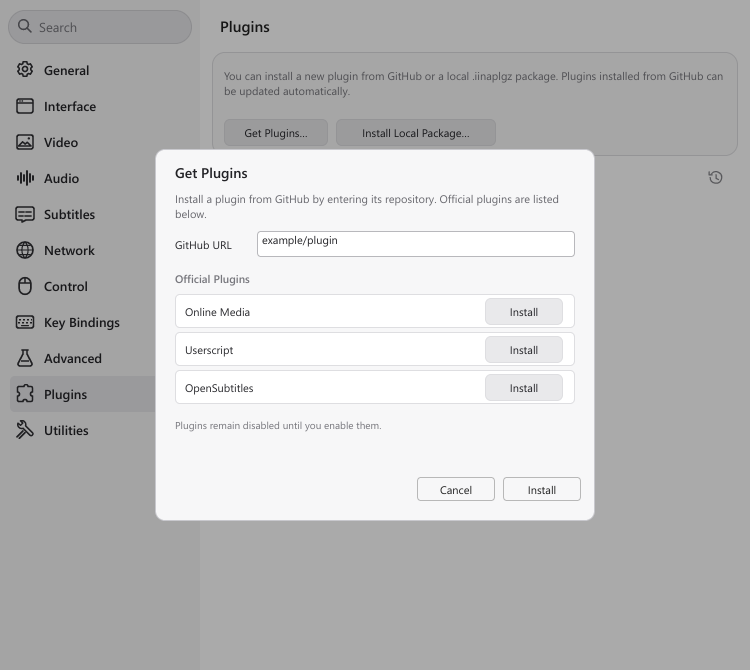 Search
General
Interface
Video
Audio
Subtitles
Network
Control
Key Bindings
Advanced
Plugins
Utilities
Plugins
You can install a new plugin from GitHub or a local .iinaplgz package. Plugins installed from GitHub can
be updated automatically.
Get Plugins...
Install Local Package...
Get Plugins
Install a plugin from GitHub by entering its repository. Official plugins are listed
below.
GitHub URL
example/plugin
Official Plugins
Online Media
Install
Userscript
Install
OpenSubtitles
Install
Plugins remain disabled until you enable them.
Cancel
Install